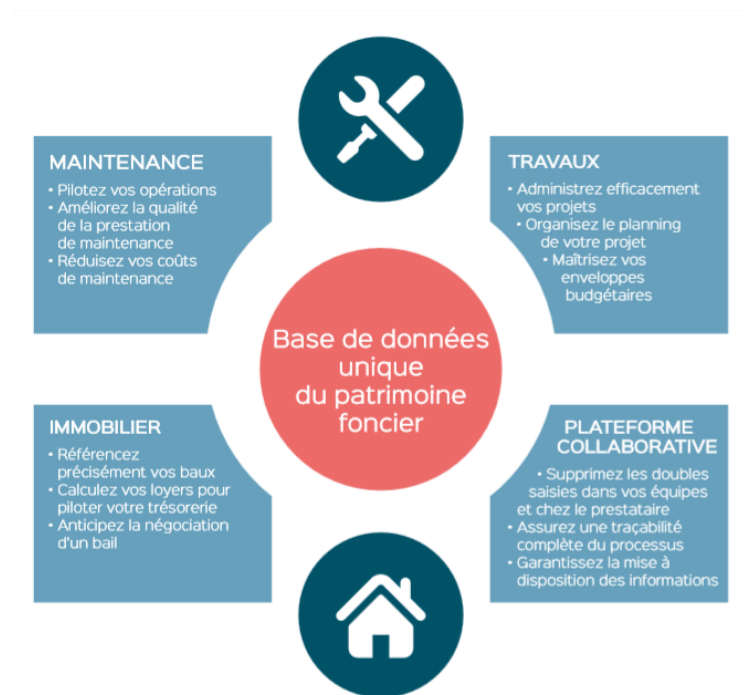 MAINTENANCE
• Pilotez vos opérations
• Améliorez la qualité
de la prestation
de maintenance
• Réduisez vos coûts
de maintenance
TRAVAUX
• Administrez efficacement
vos projets
• Organisez le planning
de votre projet
• Maîtrisez vos
enveloppes
budgétaires
Base de données
unique
du patrimoine
foncier
IMMOBILIER
• Référencez
précisément vos baux
• Calculez vos loyers pour
piloter votre trésorerie
• Anticipez la négociation
d'un bail
PLATEFORME
COLLABORATIVE
• Supprimez les doubles
saisies dans vos équipes
et chez le prestataire
• Assurez une traçabilité
complète du processus
• Garantissez la mise à
disposition des informations